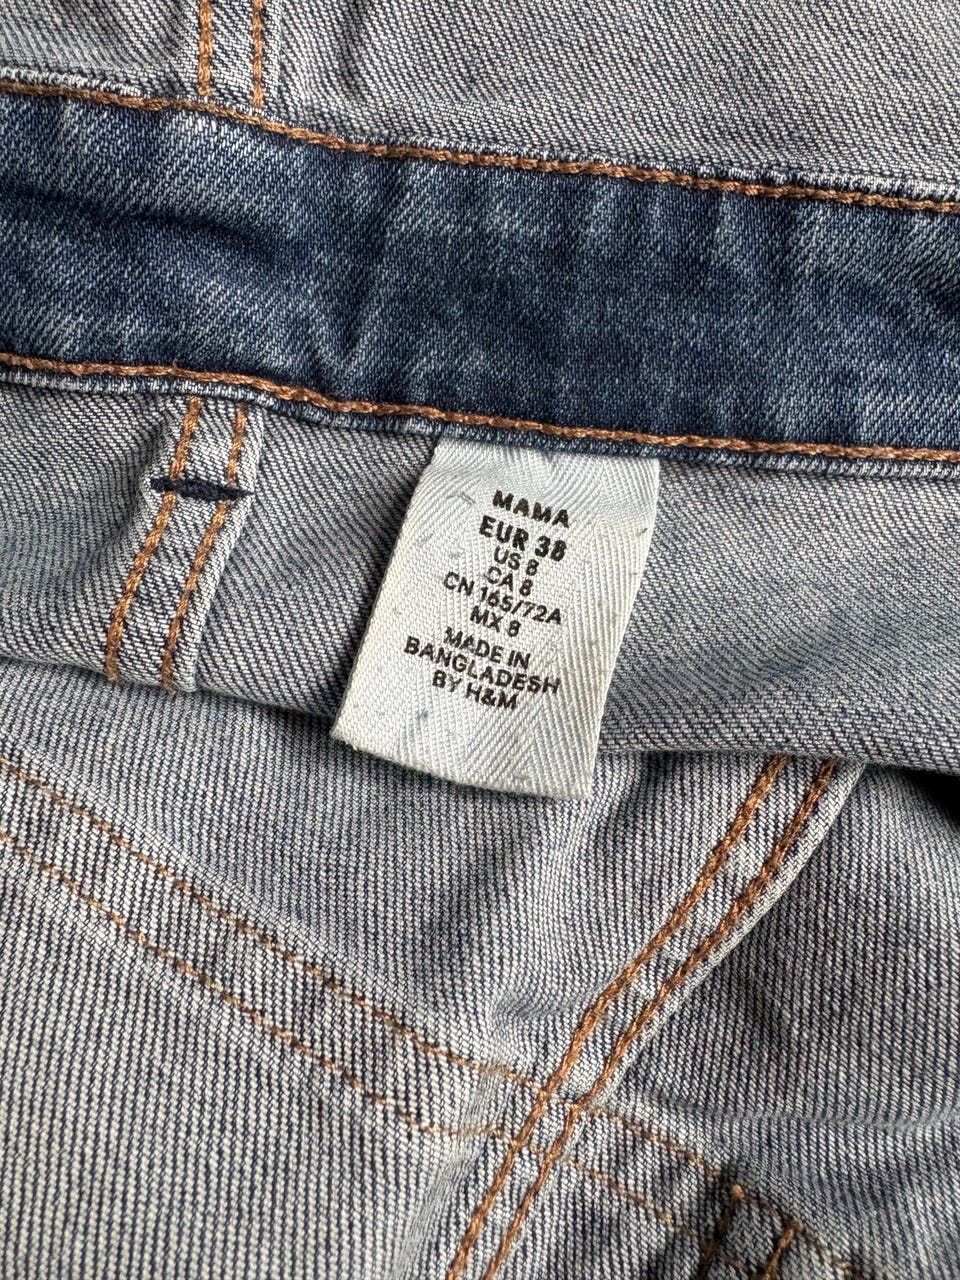 MAMA
EUR 38
US 8
CA 8
CN 165/72A
MX 8
MADE IN
BANGLADESH
BY H&M